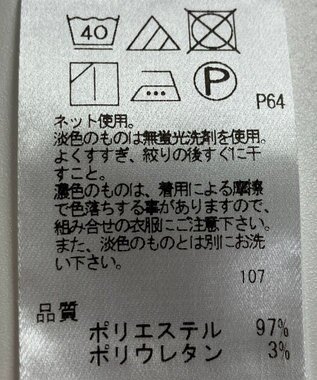 40
P
P64
ネット使用。
淡色のものは無蛍光洗剤を使用。
よくすすぎ、絞りの後すぐに干
すこと。
濃色のものは、着用による摩擦
で色落ちする事がありますので、
組み合せの衣服にご注意下さい。
また、淡色のものとは別にお洗
い下さい。
107
品質
ポリエステル 97%
ポリウレタン 3%